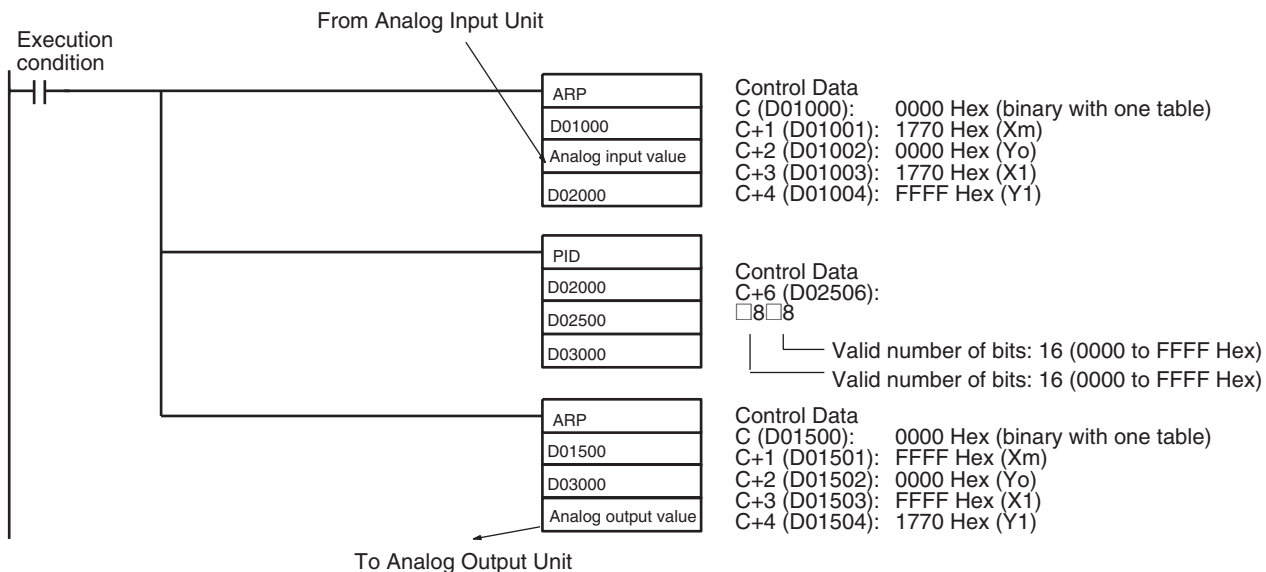 From Analog Input Unit
Execution
condition
ARP
D01000
Analog input value
D02000
Control Data
C (D01000): 0000 Hex (binary with one table)
C+1 (D01001): 1770 Hex (Xm)
C+2 (D01002): 0000 Hex (Yo)
C+3 (D01003): 1770 Hex (X1)
C+4 (D01004): FFFF Hex (Y1)
PID
D02000
D02500
D03000
Control Data
C+6 (D02506):
□8□8
Valid number of bits: 16 (0000 to FFFF Hex)
Valid number of bits: 16 (0000 to FFFF Hex)
ARP
D01500
D03000
Analog output value
Control Data
C (D01500): 0000 Hex (binary with one table)
C+1 (D01501): FFFF Hex (Xm)
C+2 (D01502): 0000 Hex (Yo)
C+3 (D01503): FFFF Hex (X1)
C+4 (D01504): 1770 Hex (Y1)
To Analog Output Unit